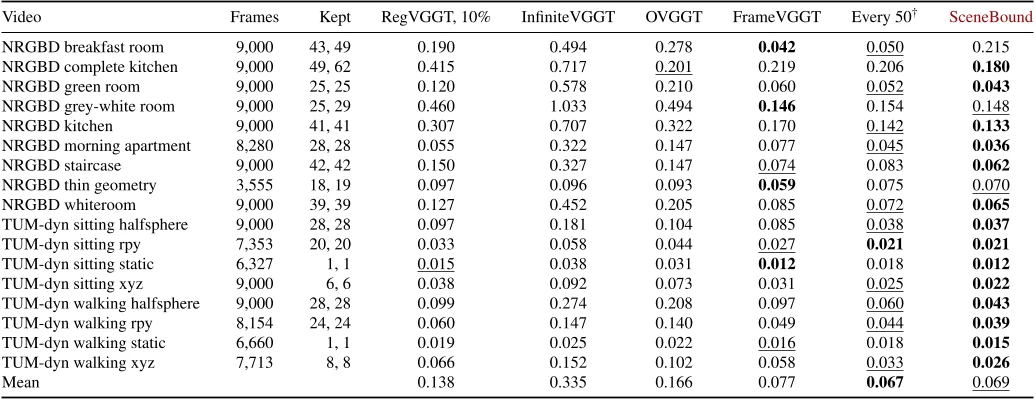 Video Frames Kept RegVGGT, 10% InfiniteVGGT OVGGT FrameVGGT Every 50† SceneBound
NRGBD breakfast room 9,000 43, 49 0.190 0.494 0.278 0.042 0.050 0.215
NRGBD complete kitchen 9,000 49, 62 0.415 0.717 0.201 0.219 0.206 0.180
NRGBD green room 9,000 25, 25 0.120 0.578 0.210 0.060 0.052 0.043
NRGBD grey-white room 9,000 25, 29 0.460 1.033 0.494 0.146 0.154 0.148
NRGBD kitchen 9,000 41, 41 0.307 0.707 0.322 0.170 0.142 0.133
NRGBD morning apartment 8,280 28, 28 0.055 0.322 0.147 0.077 0.045 0.036
NRGBD staircase 9,000 42, 42 0.150 0.327 0.147 0.074 0.083 0.062
NRGBD thin geometry 3,555 18, 19 0.097 0.096 0.093 0.059 0.075 0.070
NRGBD whiteroom 9,000 39, 39 0.127 0.452 0.205 0.085 0.072 0.065
TUM-dyn sitting halfsphere 9,000 28, 28 0.097 0.181 0.104 0.085 0.038 0.037
TUM-dyn sitting rpy 7,353 20, 20 0.033 0.058 0.044 0.027 0.021 0.021
TUM-dyn sitting static 6,327 1, 1 0.015 0.038 0.031 0.012 0.018 0.012
TUM-dyn sitting xyz 9,000 6, 6 0.038 0.092 0.073 0.031 0.025 0.022
TUM-dyn walking halfsphere 9,000 28, 28 0.099 0.274 0.208 0.097 0.060 0.043
TUM-dyn walking rpy 8,154 24, 24 0.060 0.147 0.140 0.049 0.044 0.039
TUM-dyn walking static 6,660 1, 1 0.019 0.025 0.022 0.016 0.018 0.015
TUM-dyn walking xyz 7,713 8, 8 0.066 0.152 0.102 0.058 0.033 0.026
Mean 0.138 0.335 0.166 0.077 0.067 0.069